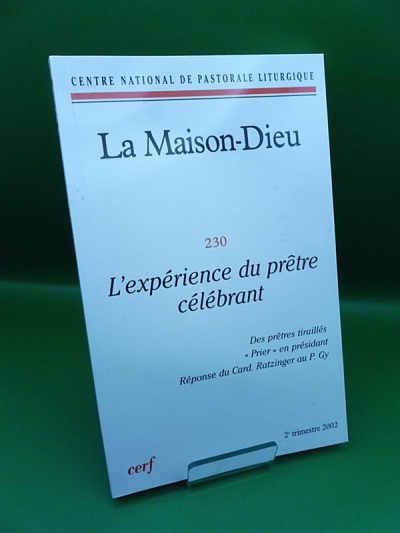 CENTRE NATIONAL DE PASTORALE LITURGIQUE
La Maison-Dieu
230
L'expérience du prêtre
célébrant
Des prêtres tiraillés
« Prier » en présidant
Réponse du Card. Ratzinger au P. Gy
2e trimestre 2002
cerf